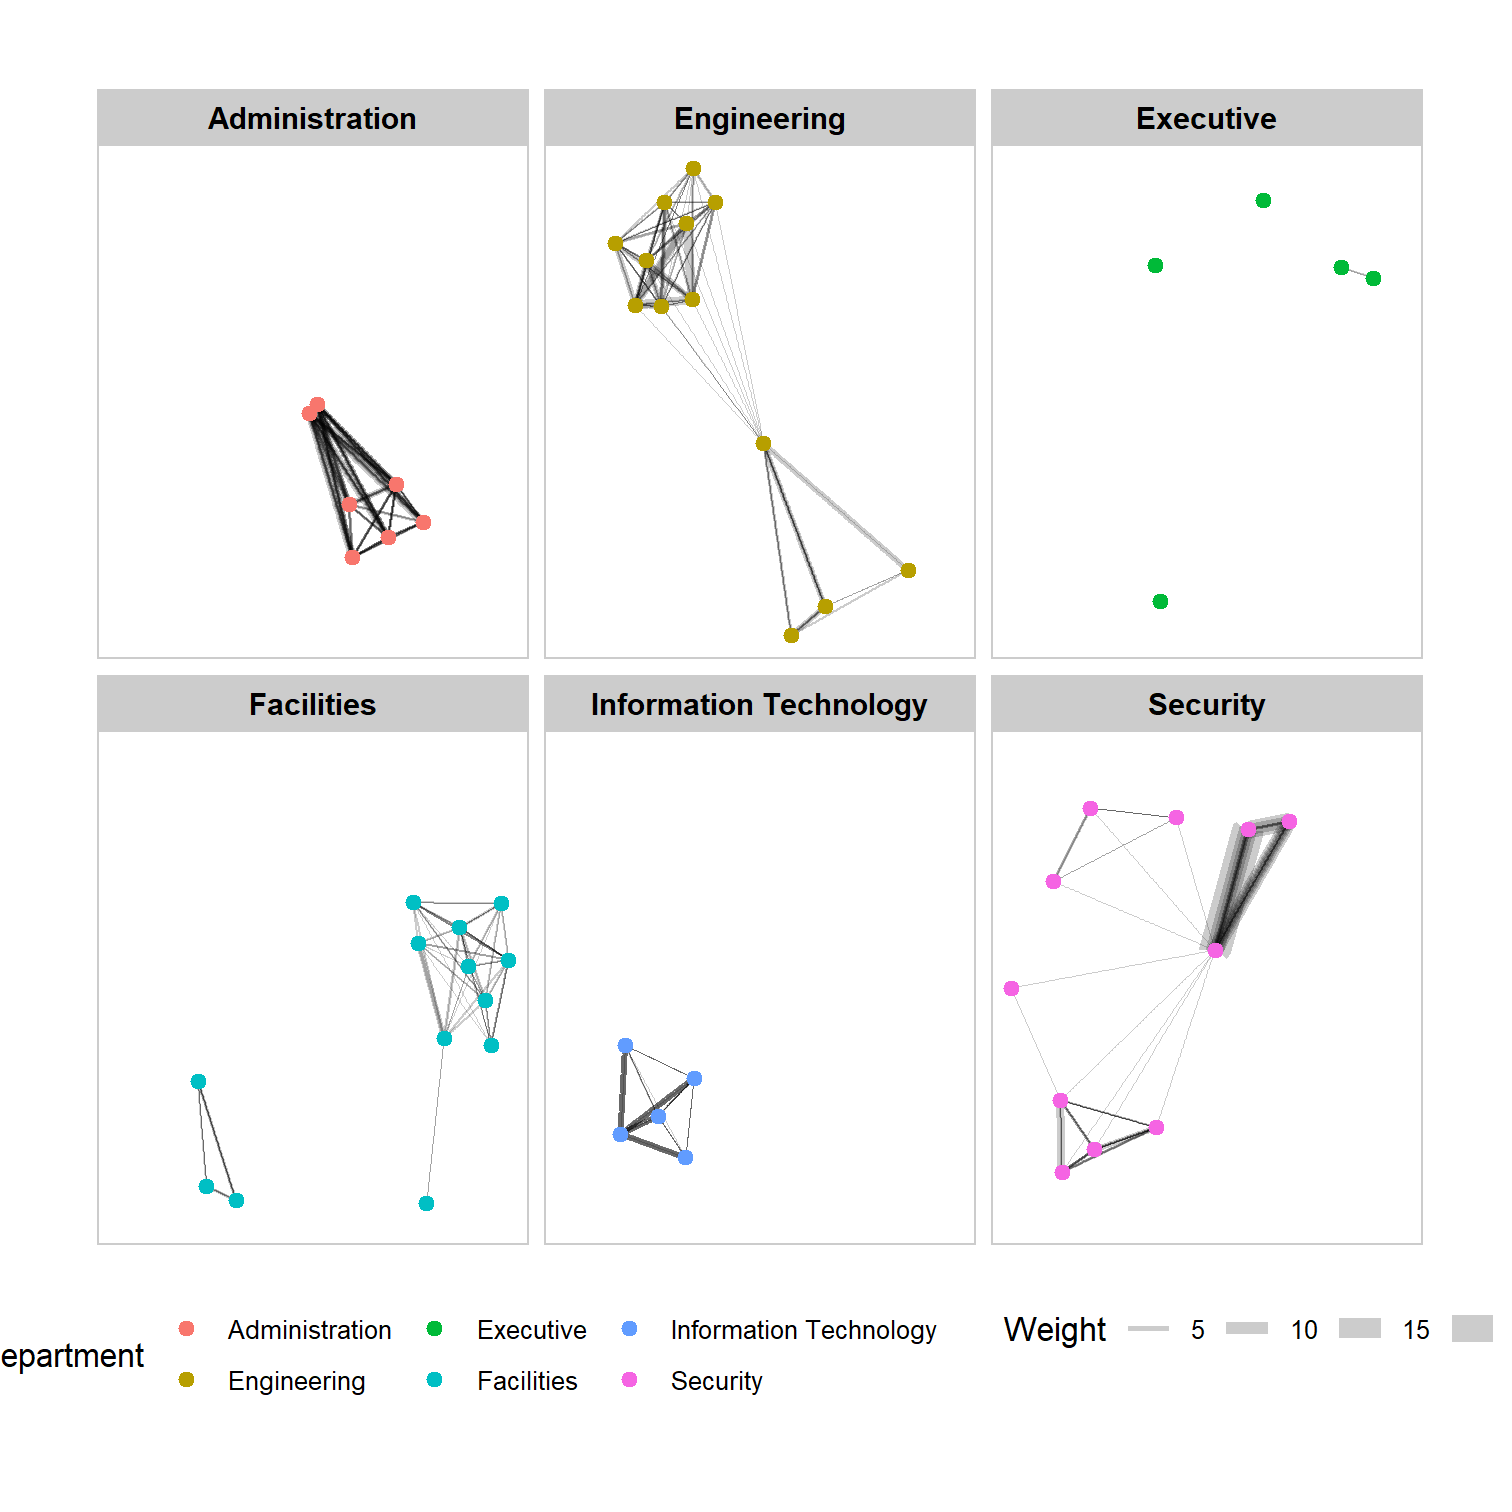 Administration
Engineering
Executive
Facilities
Information Technology
Security
epartment
Administration
Executive
Information Technology
Engineering
Facilities
Security
Weight 5 10 15